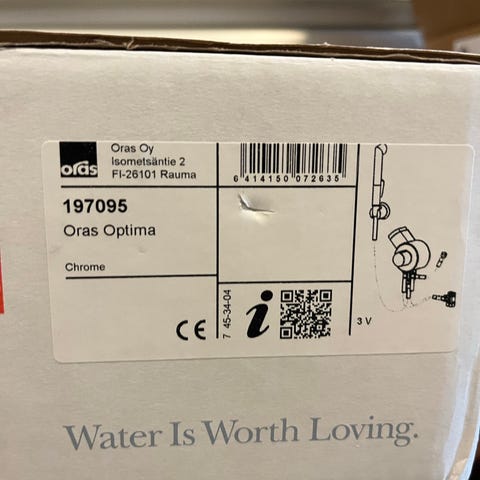 oras
Oras Oy
Isometsäntie 2
FI-26101 Rauma
6 414150 072635
197095
Oras Optima
Chrome
CE
7 45-34-04
i
3 V
Water Is Worth Loving.